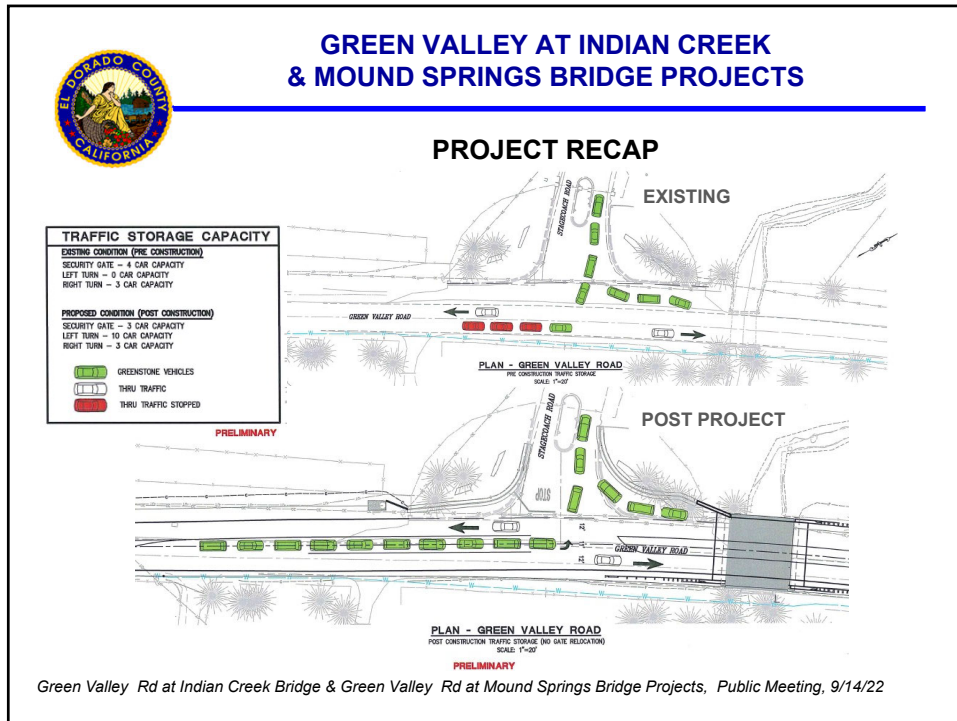 GREEN VALLEY AT INDIAN CREEK
& MOUND SPRINGS BRIDGE PROJECTS
EL DORADO COUNTY
CALIFORNIA
PROJECT RECAP
EXISTING
STAGECOACH ROAD
TRAFFIC STORAGE CAPACITY
EXISTING CONDITION (PRE CONSTRUCTION)
SECURITY GATE – 4 CAR CAPACITY
LEFT TURN – 0 CAR CAPACITY
RIGHT TURN – 3 CAR CAPACITY
PROPOSED CONDITION (POST CONSTRUCTION)
SECURITY GATE – 3 CAR CAPACITY
LEFT TURN – 10 CAR CAPACITY
RIGHT TURN – 3 CAR CAPACITY
GREENSTONE VEHICLES
THRU TRAFFIC
THRU TRAFFIC STOPPED
PRELIMINARY
GREEN VALLEY ROAD
PLAN - GREEN VALLEY ROAD
PRE CONSTRUCTION TRAFFIC STORAGE
SCALE: 1"=20'
POST PROJECT
STAGECOACH ROAD
STOP
12'
GREEN VALLEY ROAD
12'
PLAN - GREEN VALLEY ROAD
POST CONSTRUCTION TRAFFIC STORAGE (NO GATE RELOCATION)
SCALE: 1"=20'
PRELIMINARY
Green Valley Rd at Indian Creek Bridge & Green Valley Rd at Mound Springs Bridge Projects, Public Meeting, 9/14/22